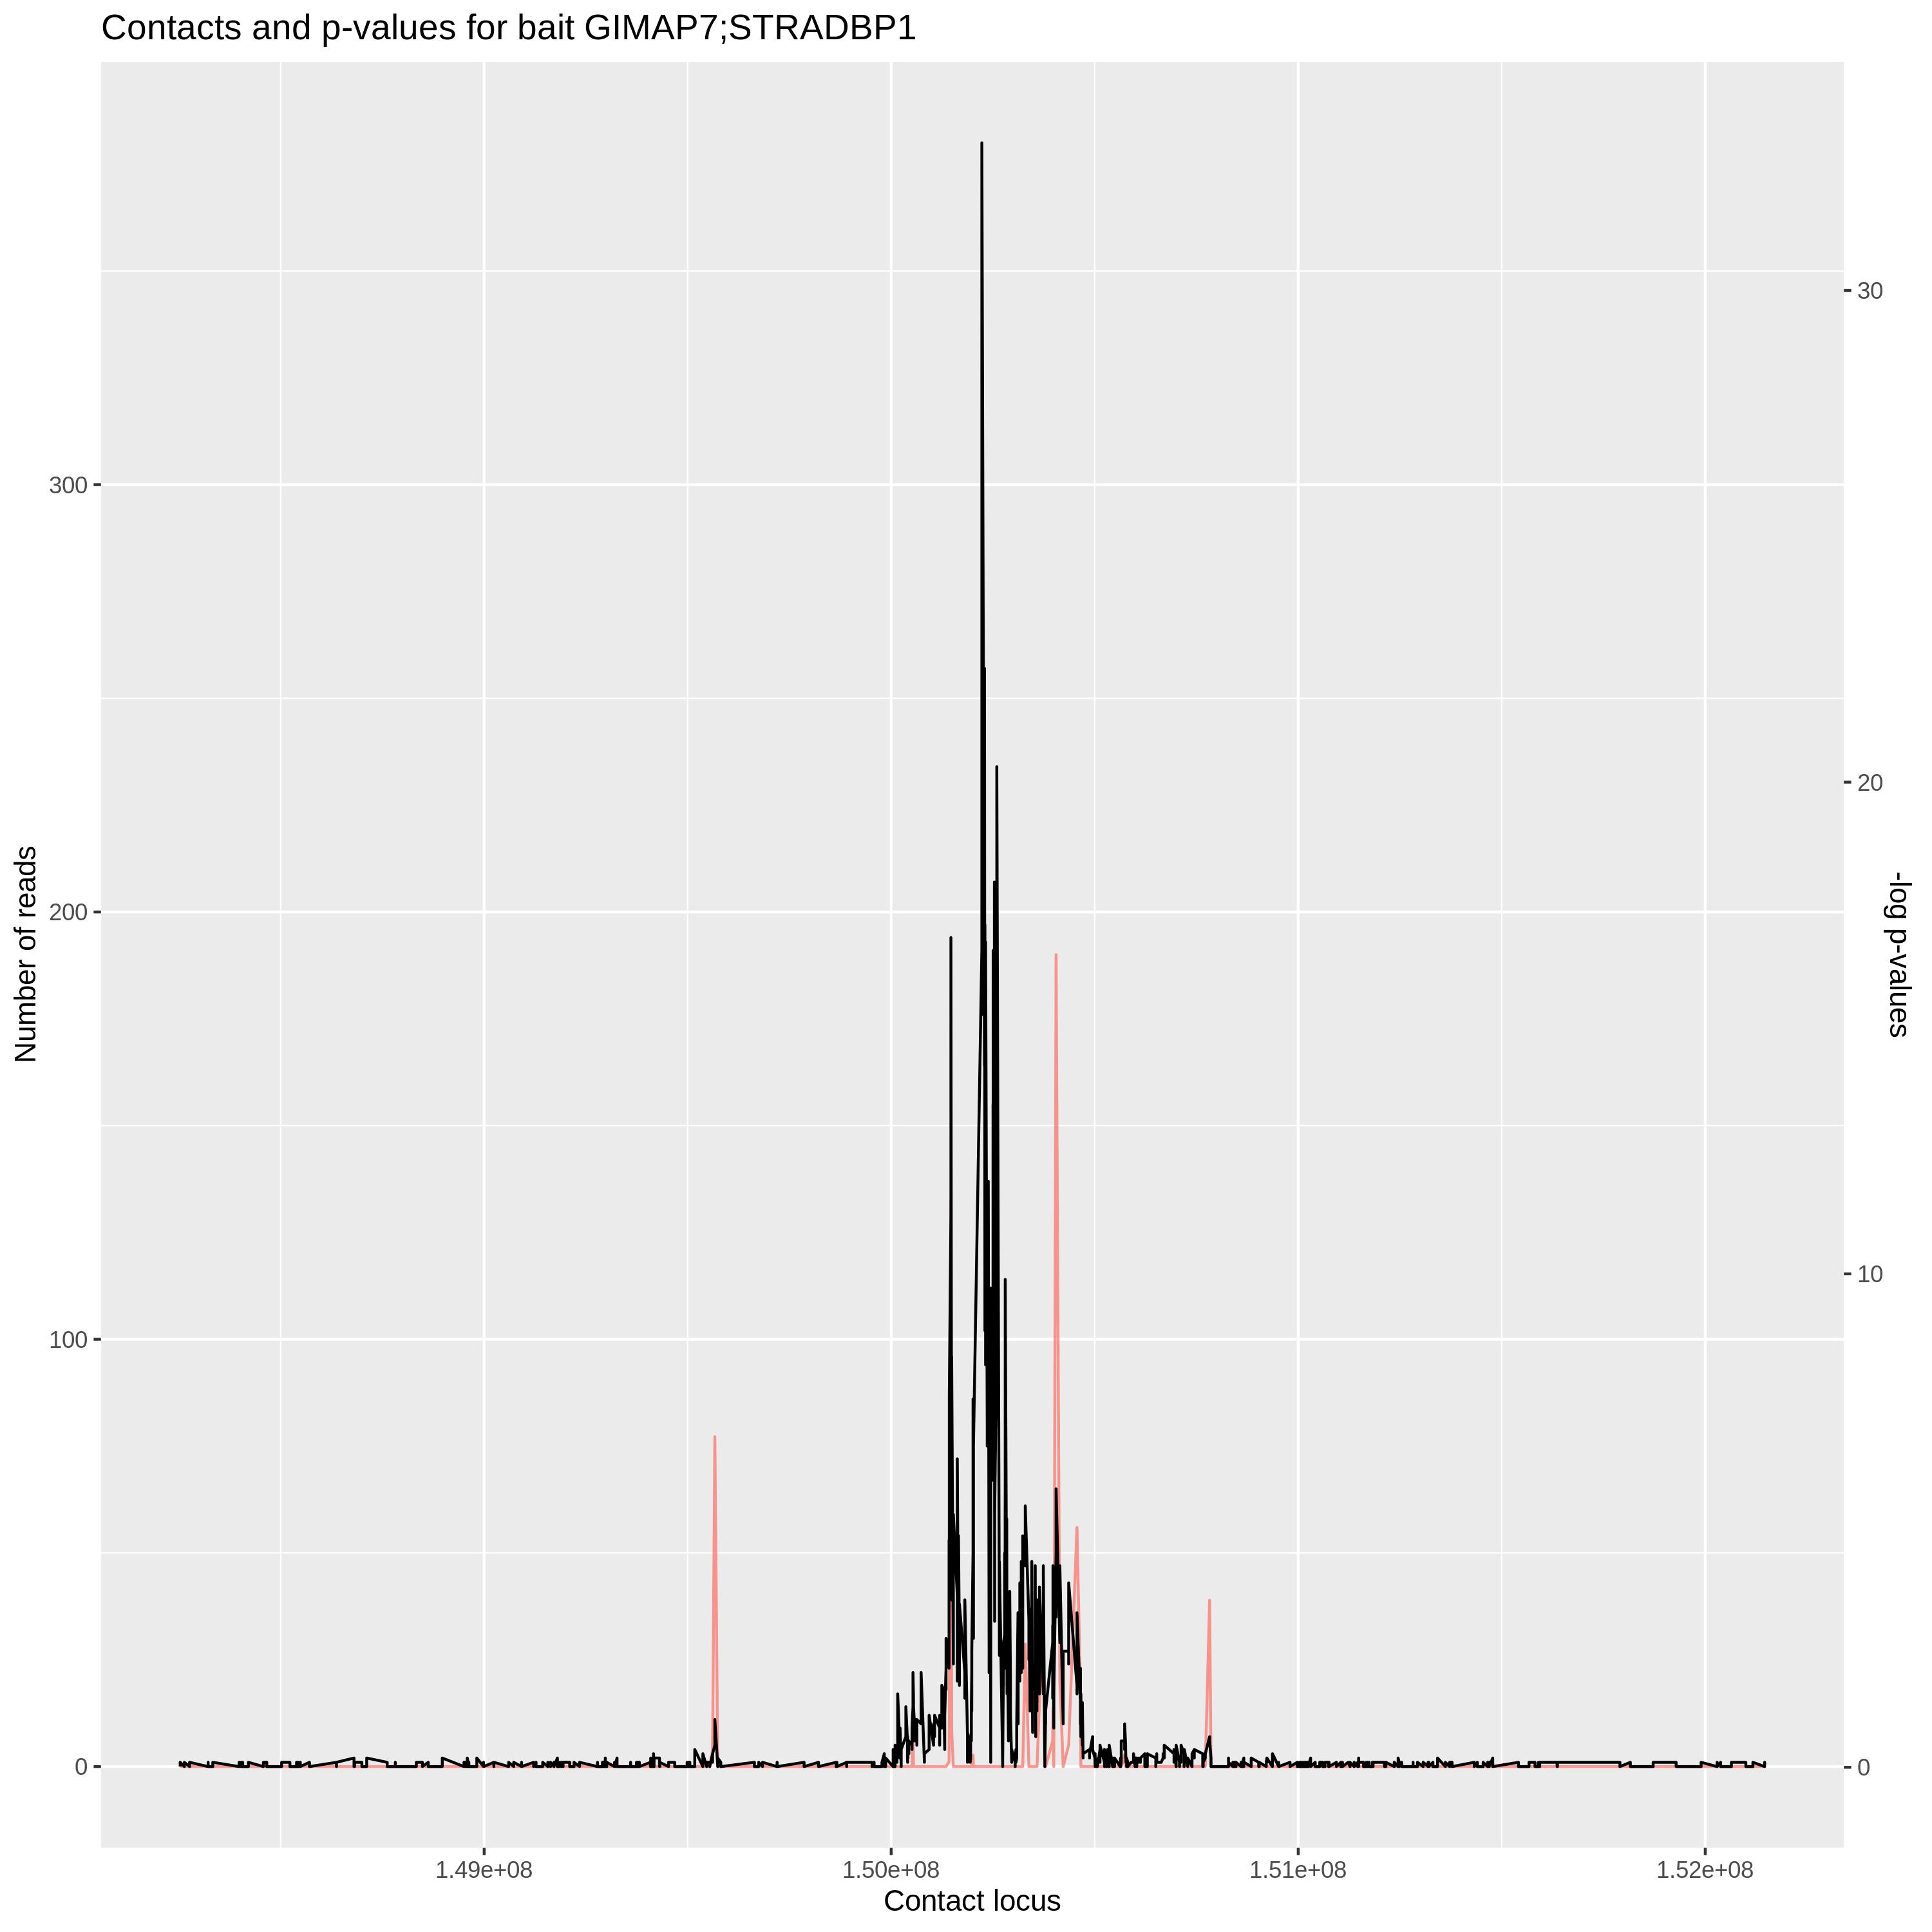 Contacts and p-values for bait GIMAP7;STRADBP1
300
200
100
0
Number of reads
30
20
10
0
-log p-values
1.49e+08
1.50e+08
1.51e+08
1.52e+08
Contact locus